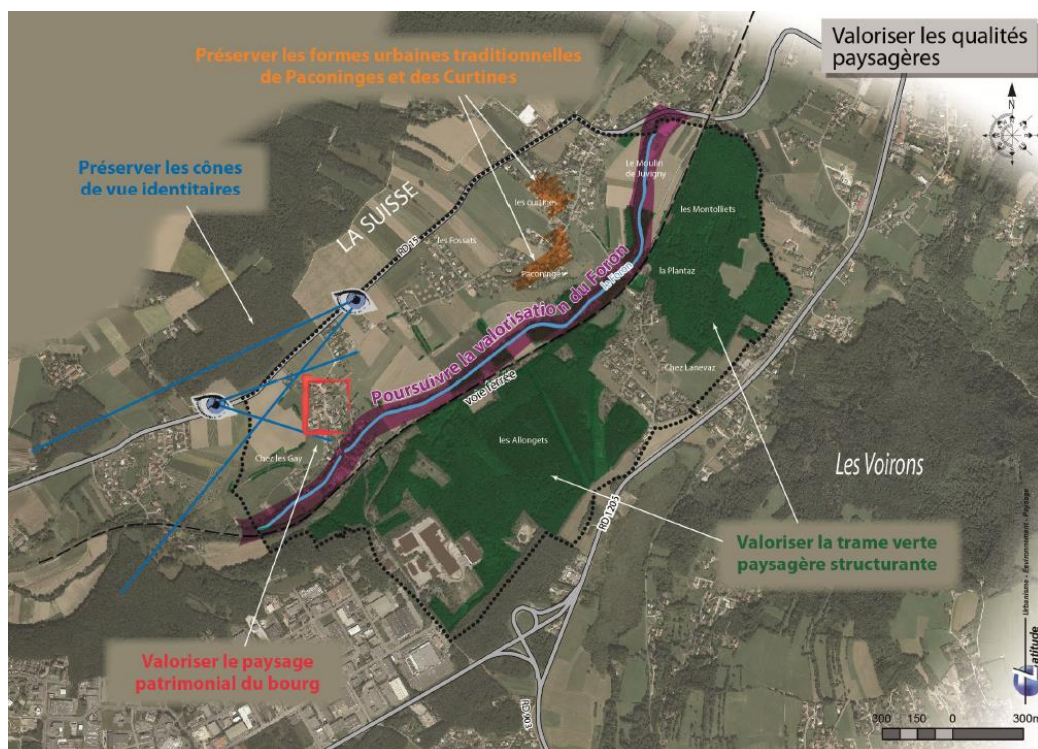 Valoriser les qualités
paysagères
Préserver les formes urbaines traditionnelles
de Paconinges et des Curtines
N
Préserver les cônes
de vue identitaires
LA SUISSE
RD 15
Le Moulin
de Juvigny
les Curtines
les Montolliets
les Fossats
Paconinges
la Plantaz
Poursuivre la valorisation du Foron
le Foron
voie ferrée
Chez Lanevaz
les Allongets
Chez les Gay
Les Voirons
RD 1205
Valoriser la trame verte
paysagère structurante
Valoriser le paysage
patrimonial du bourg
RD 903
Urbanisme - Environnement - Paysage
300 150 0 300m